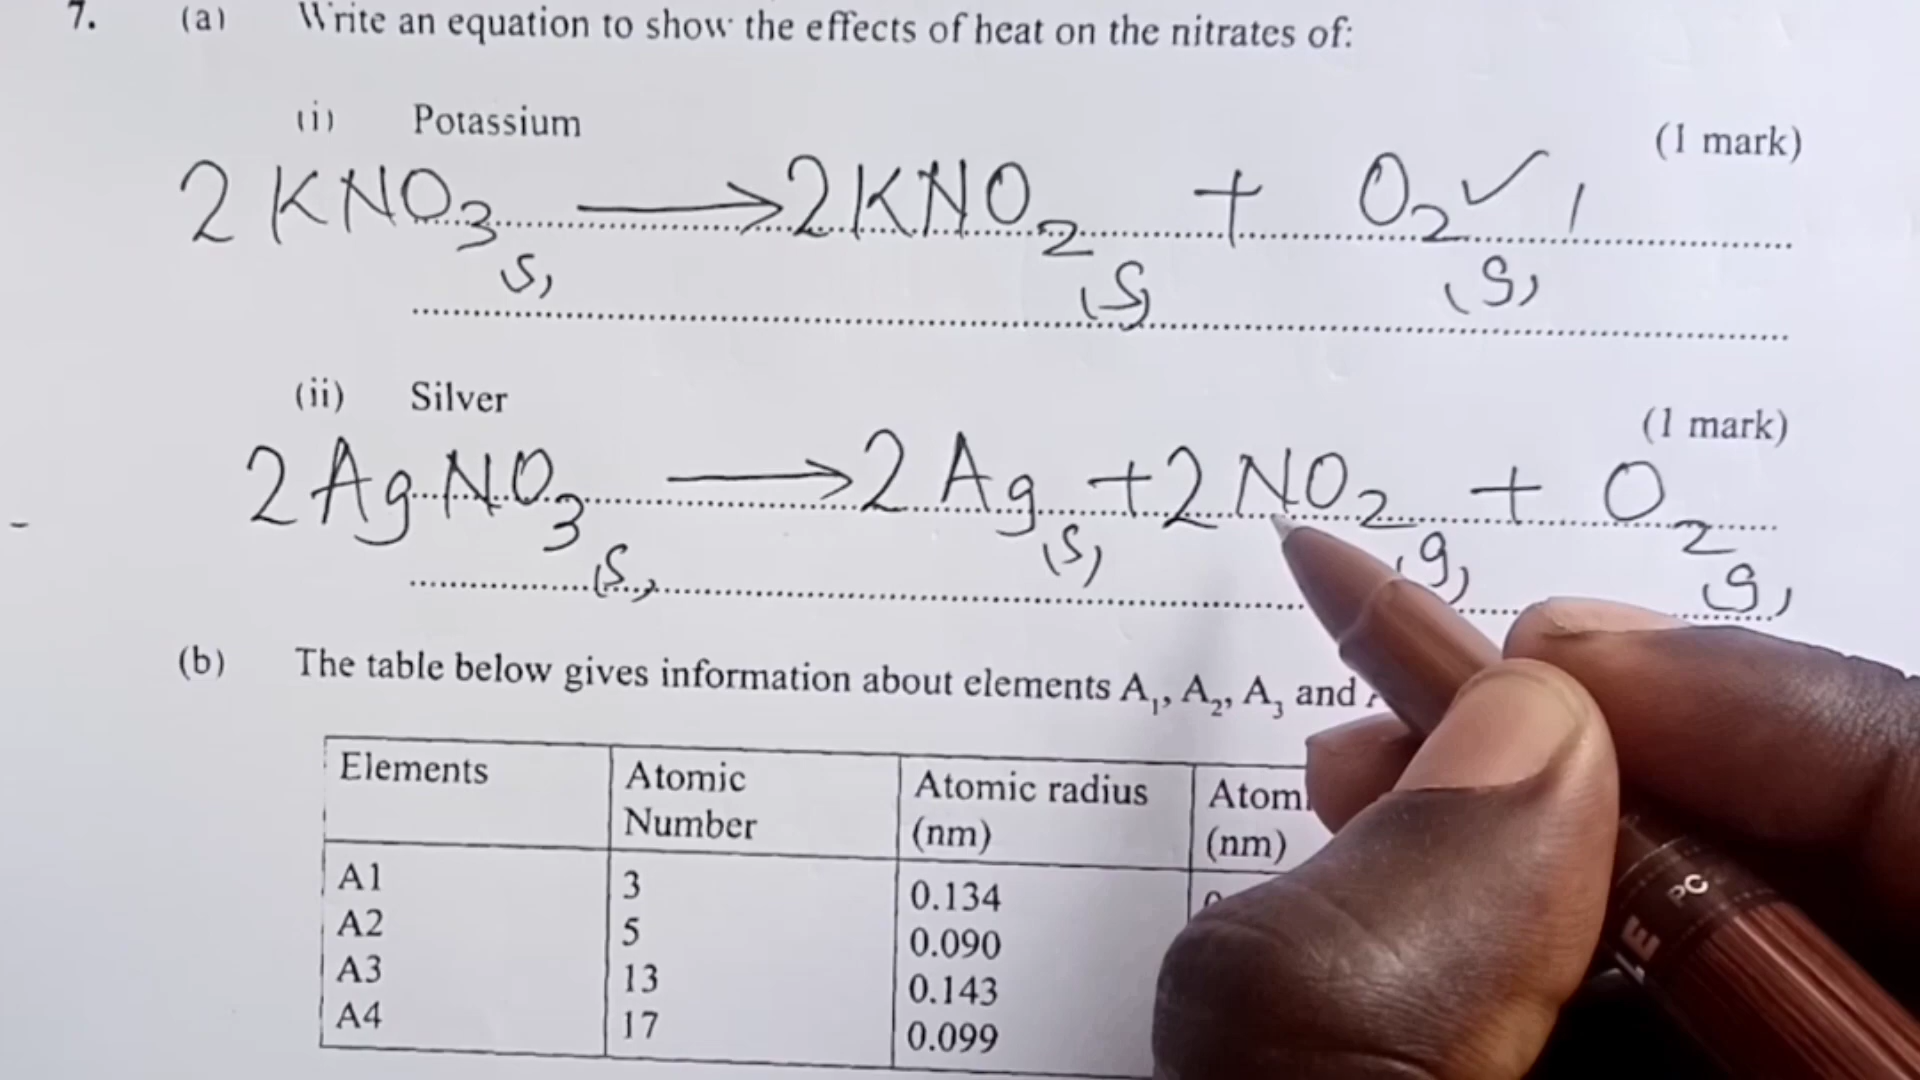 7. (a) Write an equation to show the effects of heat on the nitrates of:
(i) Potassium (1 mark)
2KNO3 → 2KNO2 + O2 ✓ 1
s) (s) (g)
(ii) Silver (1 mark)
2AgNO3 → 2Ag + 2NO2 + O2
(s) (s) (g) (g)
(b) The table below gives information about elements A1, A2, A3 and
Elements Atomic Number Atomic radius (nm) (nm)
A1 3 0.134
A2 5 0.090
A3 13 0.143
A4 17 0.099
PC